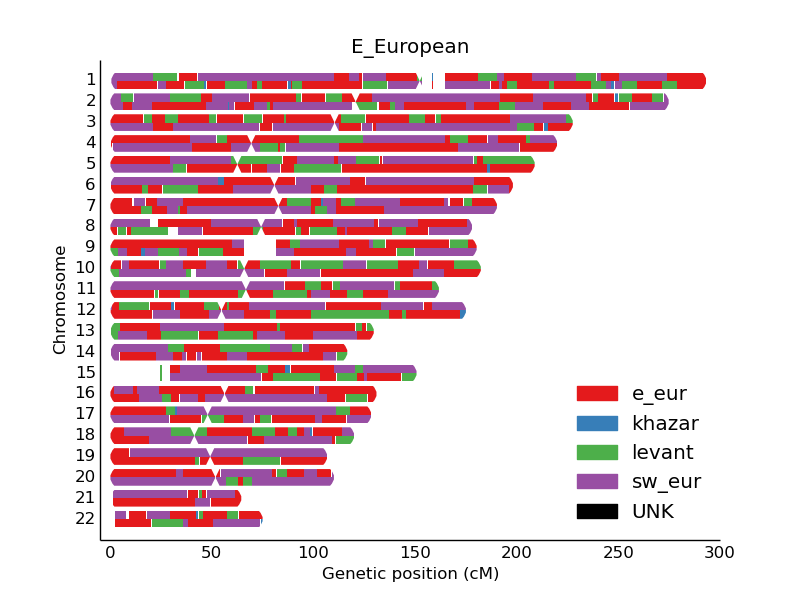 E_European
Chromosome
1
2
3
4
5
6
7
8
9
10
11
12
13
14
15
16
17
18
19
20
21
22
e_eur
khazar
levant
sw_eur
UNK
0 50 100 150 200 250 300
Genetic position (cM)